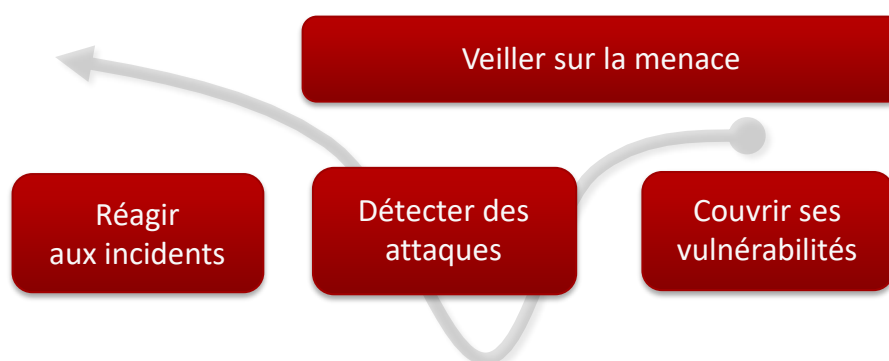 Veiller sur la menace
Réagir
aux incidents
Détecter des
attaques
Couvrir ses
vulnérabilités